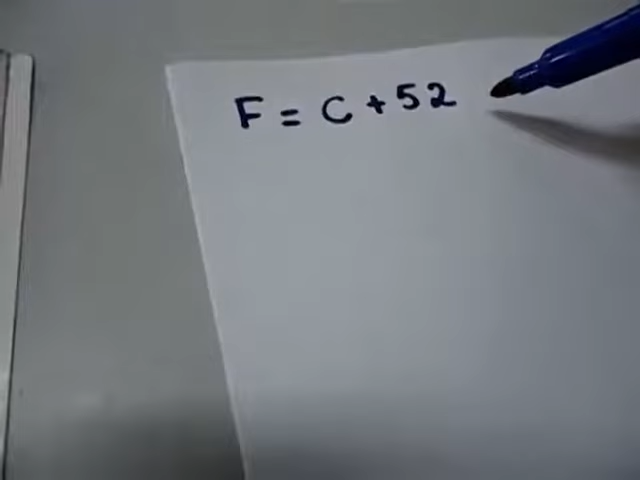 F = C + 52